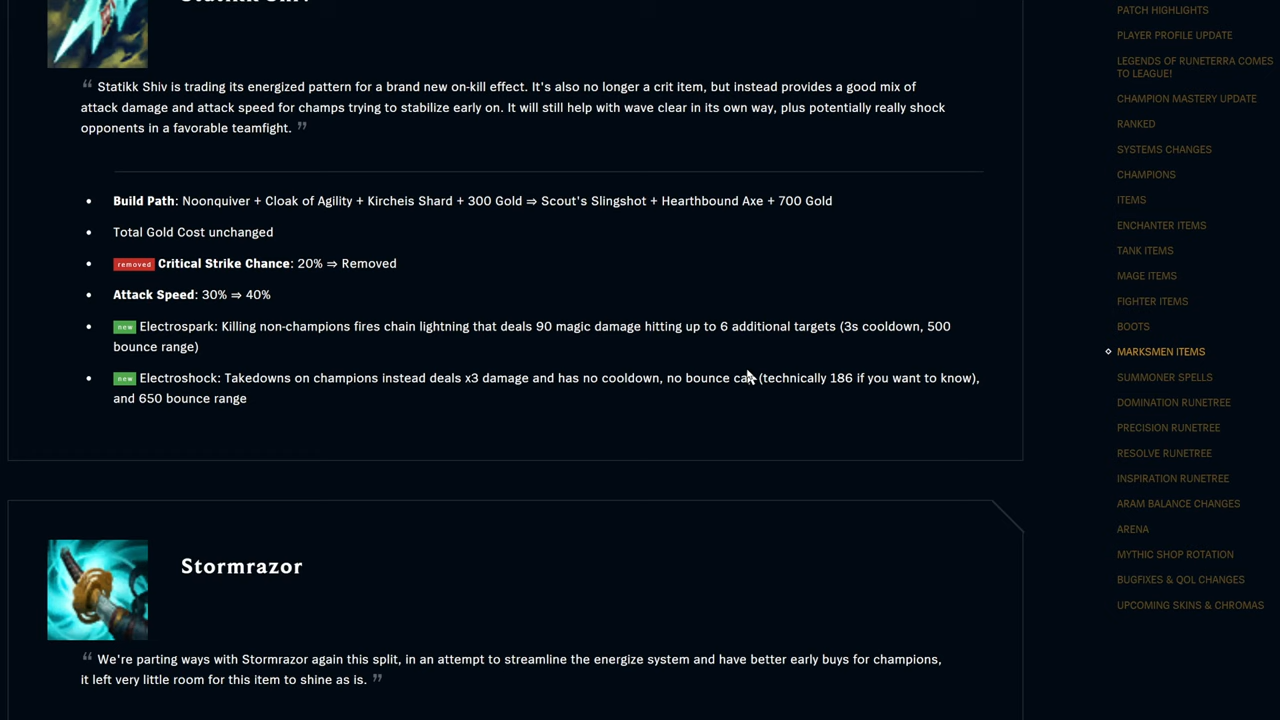 Statikk Shiv
“ Statikk Shiv is trading its energized pattern for a brand new on-kill effect. It's also no longer a crit item, but instead provides a good mix of
attack damage and attack speed for champs trying to stabilize early on. It will still help with wave clear in its own way, plus potentially really shock
opponents in a favorable teamfight. ”
• Build Path: Noonquiver + Cloak of Agility + Kircheis Shard + 300 Gold ⇒ Scout's Slingshot + Hearthbound Axe + 700 Gold
• Total Gold Cost unchanged
• removed Critical Strike Chance: 20% ⇒ Removed
• Attack Speed: 30% ⇒ 40%
• new Electrospark: Killing non-champions fires chain lightning that deals 90 magic damage hitting up to 6 additional targets (3s cooldown, 500
bounce range)
• new Electroshock: Takedowns on champions instead deals x3 damage and has no cooldown, no bounce cap (technically 186 if you want to know),
and 650 bounce range
Stormrazor
“ We're parting ways with Stormrazor again this split, in an attempt to streamline the energize system and have better early buys for champions,
it left very little room for this item to shine as is. ”
PATCH HIGHLIGHTS
PLAYER PROFILE UPDATE
LEGENDS OF RUNETERRA COMES
TO LEAGUE!
CHAMPION MASTERY UPDATE
RANKED
SYSTEMS CHANGES
CHAMPIONS
ITEMS
ENCHANTER ITEMS
TANK ITEMS
MAGE ITEMS
FIGHTER ITEMS
BOOTS
MARKSMEN ITEMS
SUMMONER SPELLS
DOMINATION RUNETREE
PRECISION RUNETREE
RESOLVE RUNETREE
INSPIRATION RUNETREE
ARAM BALANCE CHANGES
ARENA
MYTHIC SHOP ROTATION
BUGFIXES & QOL CHANGES
UPCOMING SKINS & CHROMAS